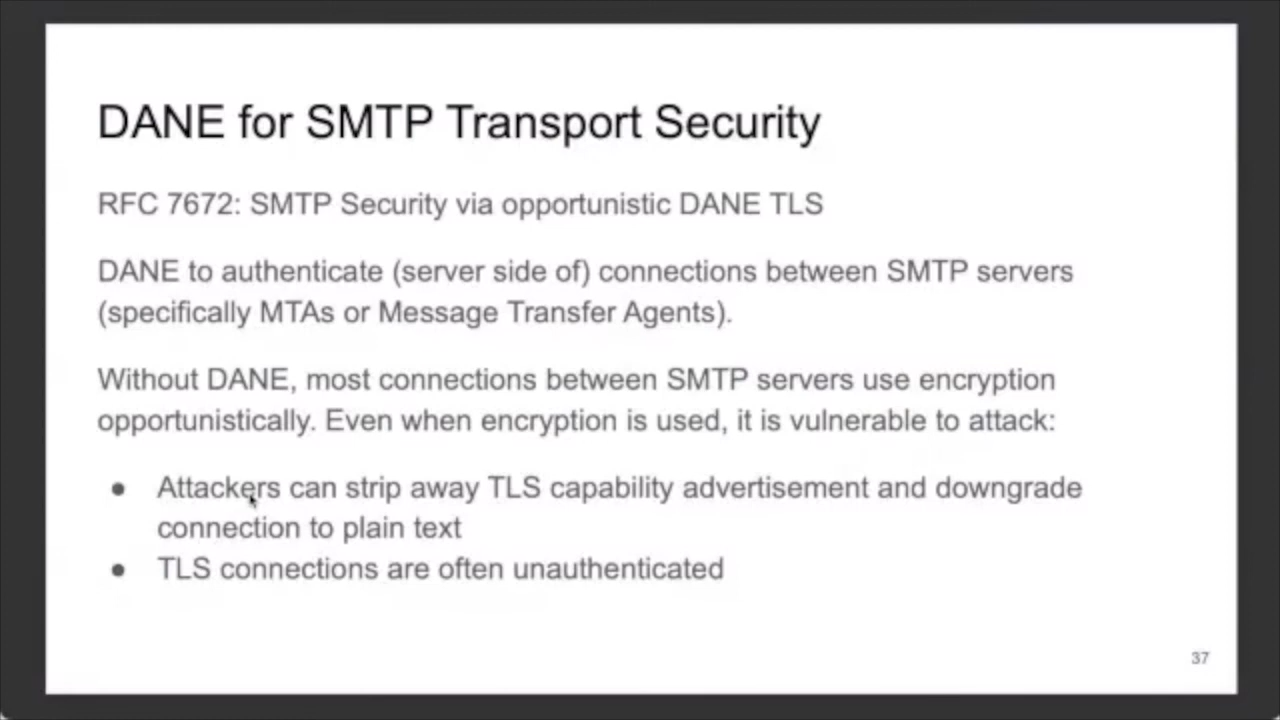 DANE for SMTP Transport Security
RFC 7672: SMTP Security via opportunistic DANE TLS
DANE to authenticate (server side of) connections between SMTP servers
(specifically MTAs or Message Transfer Agents).
Without DANE, most connections between SMTP servers use encryption
opportunistically. Even when encryption is used, it is vulnerable to attack:
● Attackers can strip away TLS capability advertisement and downgrade
connection to plain text
● TLS connections are often unauthenticated
37